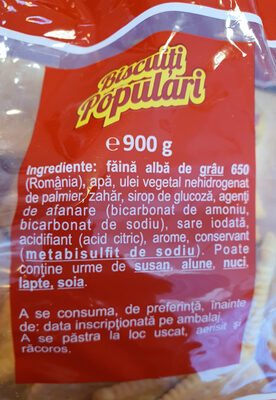 Biscuiți
Populari
℮ 900 g
Ingrediente: făină albă de grâu 650
(România), apă, ulei vegetal nehidrogenat
de palmier, zahăr, sirop de glucoză, agenți
de afanare (bicarbonat de amoniu,
bicarbonat de sodiu), sare iodată,
acidifiant (acid citric), arome, conservant
(metabisulfit de sodiu). Poate
conține urme de susan, alune, nuci,
lapte, soia.
A se consuma, de preferință, înainte
de: data inscripționată pe ambalaj.
A se păstra la loc uscat, aerisit și
răcoros.